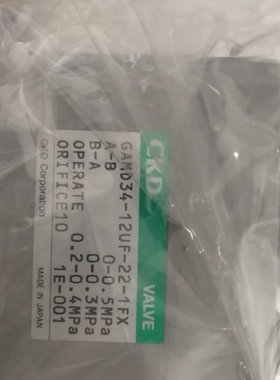 CKD VALVE
GAMD34-12UF-22-1FX
A-B 0-0.5MPa
B-A 0-0.3MPa
OPERATE 0.2-0.4MPa
ORIFICE10 1E-001
CKD Corporation MADE IN JAPAN